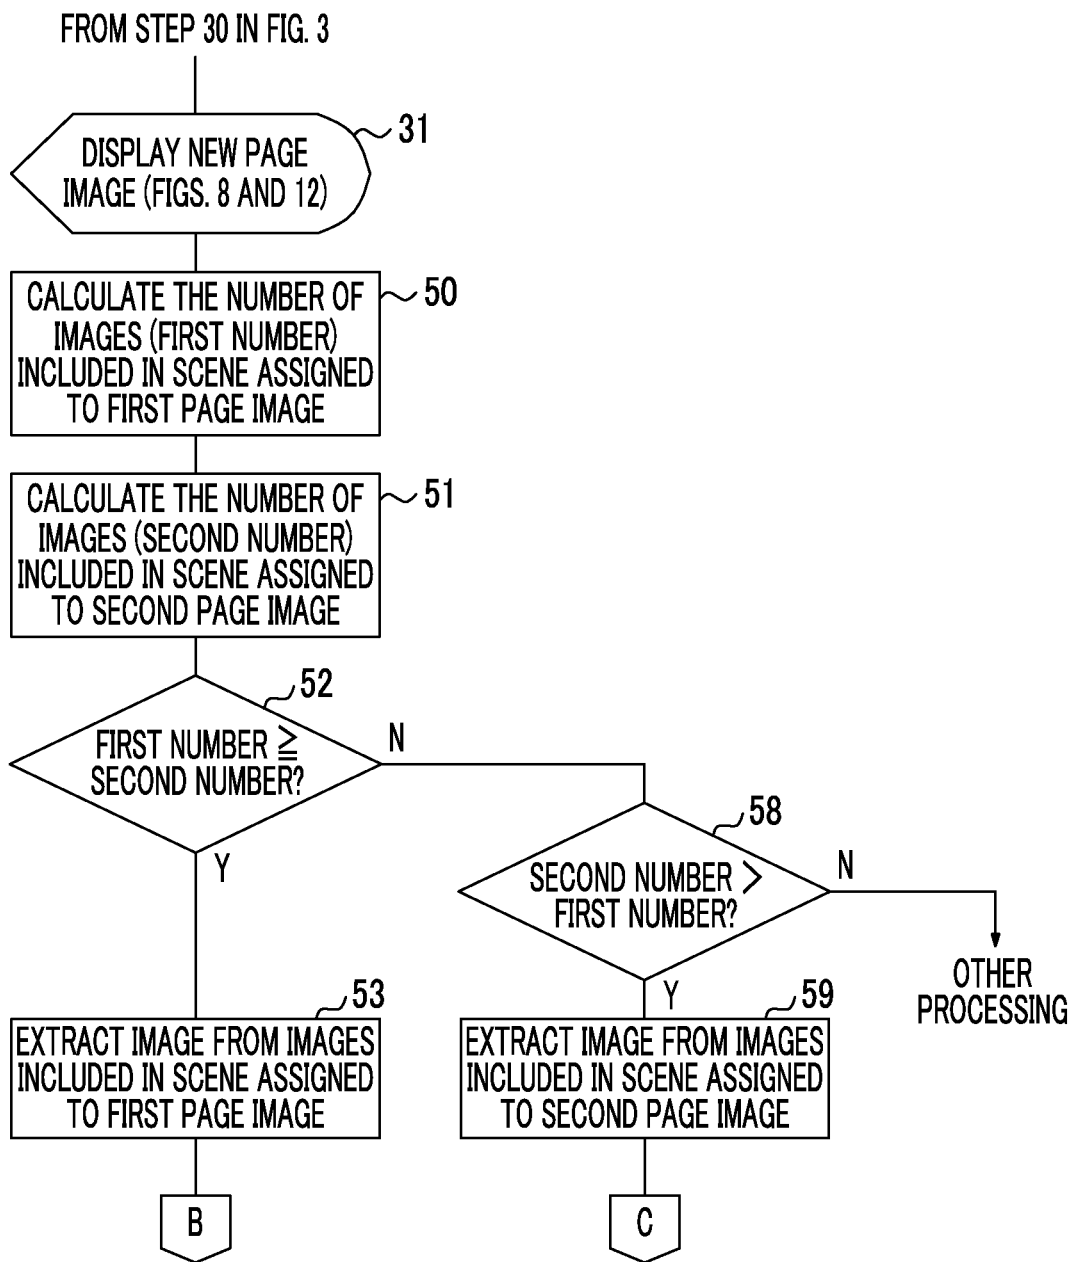 FROM STEP 30 IN FIG. 3
31
DISPLAY NEW PAGE
IMAGE (FIGS. 8 AND 12)
50
CALCULATE THE NUMBER OF
IMAGES (FIRST NUMBER)
INCLUDED IN SCENE ASSIGNED
TO FIRST PAGE IMAGE
51
CALCULATE THE NUMBER OF
IMAGES (SECOND NUMBER)
INCLUDED IN SCENE ASSIGNED
TO SECOND PAGE IMAGE
52
FIRST NUMBER ≧
SECOND NUMBER?
N
Y
58
SECOND NUMBER >
FIRST NUMBER?
N
Y
OTHER
PROCESSING
53
EXTRACT IMAGE FROM IMAGES
INCLUDED IN SCENE ASSIGNED
TO FIRST PAGE IMAGE
59
EXTRACT IMAGE FROM IMAGES
INCLUDED IN SCENE ASSIGNED
TO SECOND PAGE IMAGE
B
C